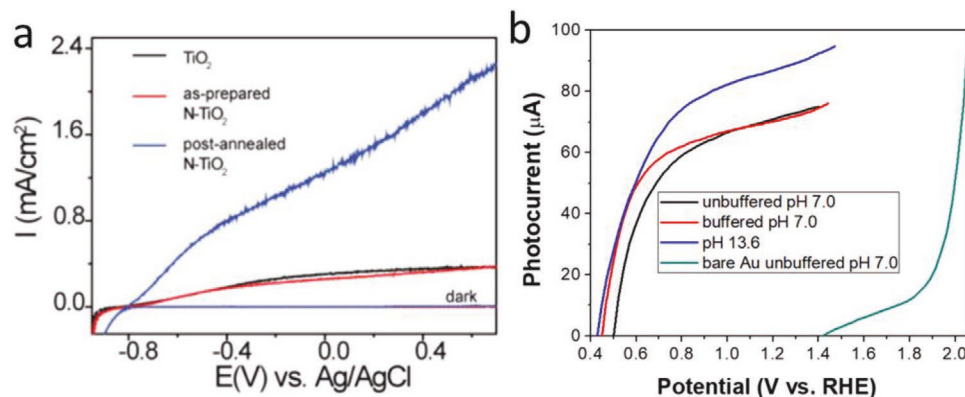 a
I (mA/cm²)
2.4
1.6
0.8
0.0
TiO₂
as-prepared
N-TiO₂
post-annealed
N-TiO₂
dark
-0.8
-0.4
0.0
0.4
E(V) vs. Ag/AgCl
b
Photocurrent (μA)
100
80
60
40
20
0
unbuffered pH 7.0
buffered pH 7.0
pH 13.6
bare Au unbuffered pH 7.0
0.4 0.6 0.8 1.0 1.2 1.4 1.6 1.8 2.0
Potential (V vs. RHE)